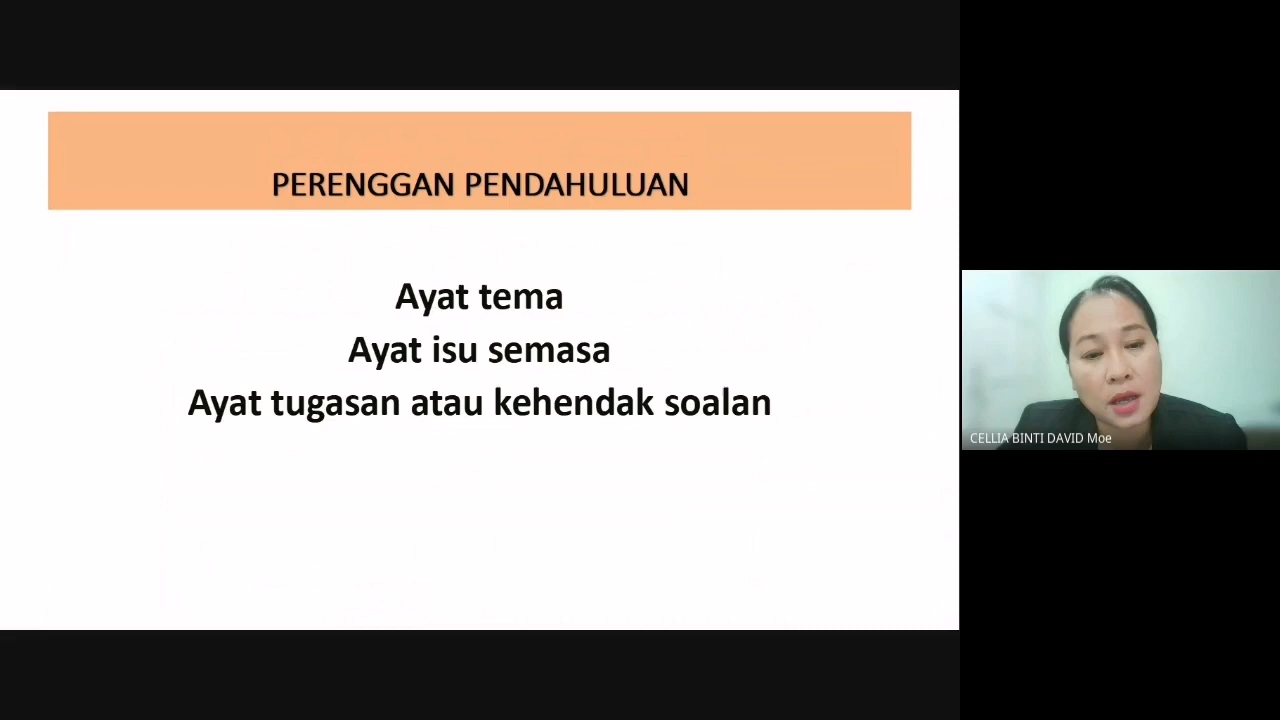 PERENGGAN PENDAHULUAN
Ayat tema
Ayat isu semasa
Ayat tugasan atau kehendak soalan
CELLIA BINTI DAVID Moe